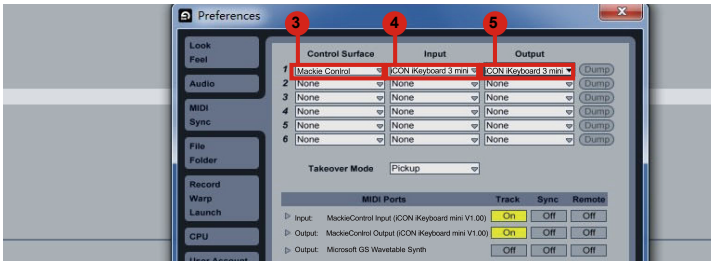 Preferences
3
4
5
Look
Feel
Audio
MIDI
Sync
File
Folder
Record
Warp
Launch
CPU
User Account
Control Surface Input Output
1 Mackie Control iCON iKeyboard 3 mini iCON iKeyboard 3 mini Dump
2 None None None Dump
3 None None None Dump
4 None None None Dump
5 None None None Dump
6 None None None Dump
Takeover Mode Pickup
MIDI Ports Track Sync Remote
Input: MackieControl Input (iCON iKeyboard mini V1.00) On Off Off
Output: MackieControl Output (iCON iKeyboard mini V1.00) On Off Off
Output: Microsoft GS Wavetable Synth Off Off Off